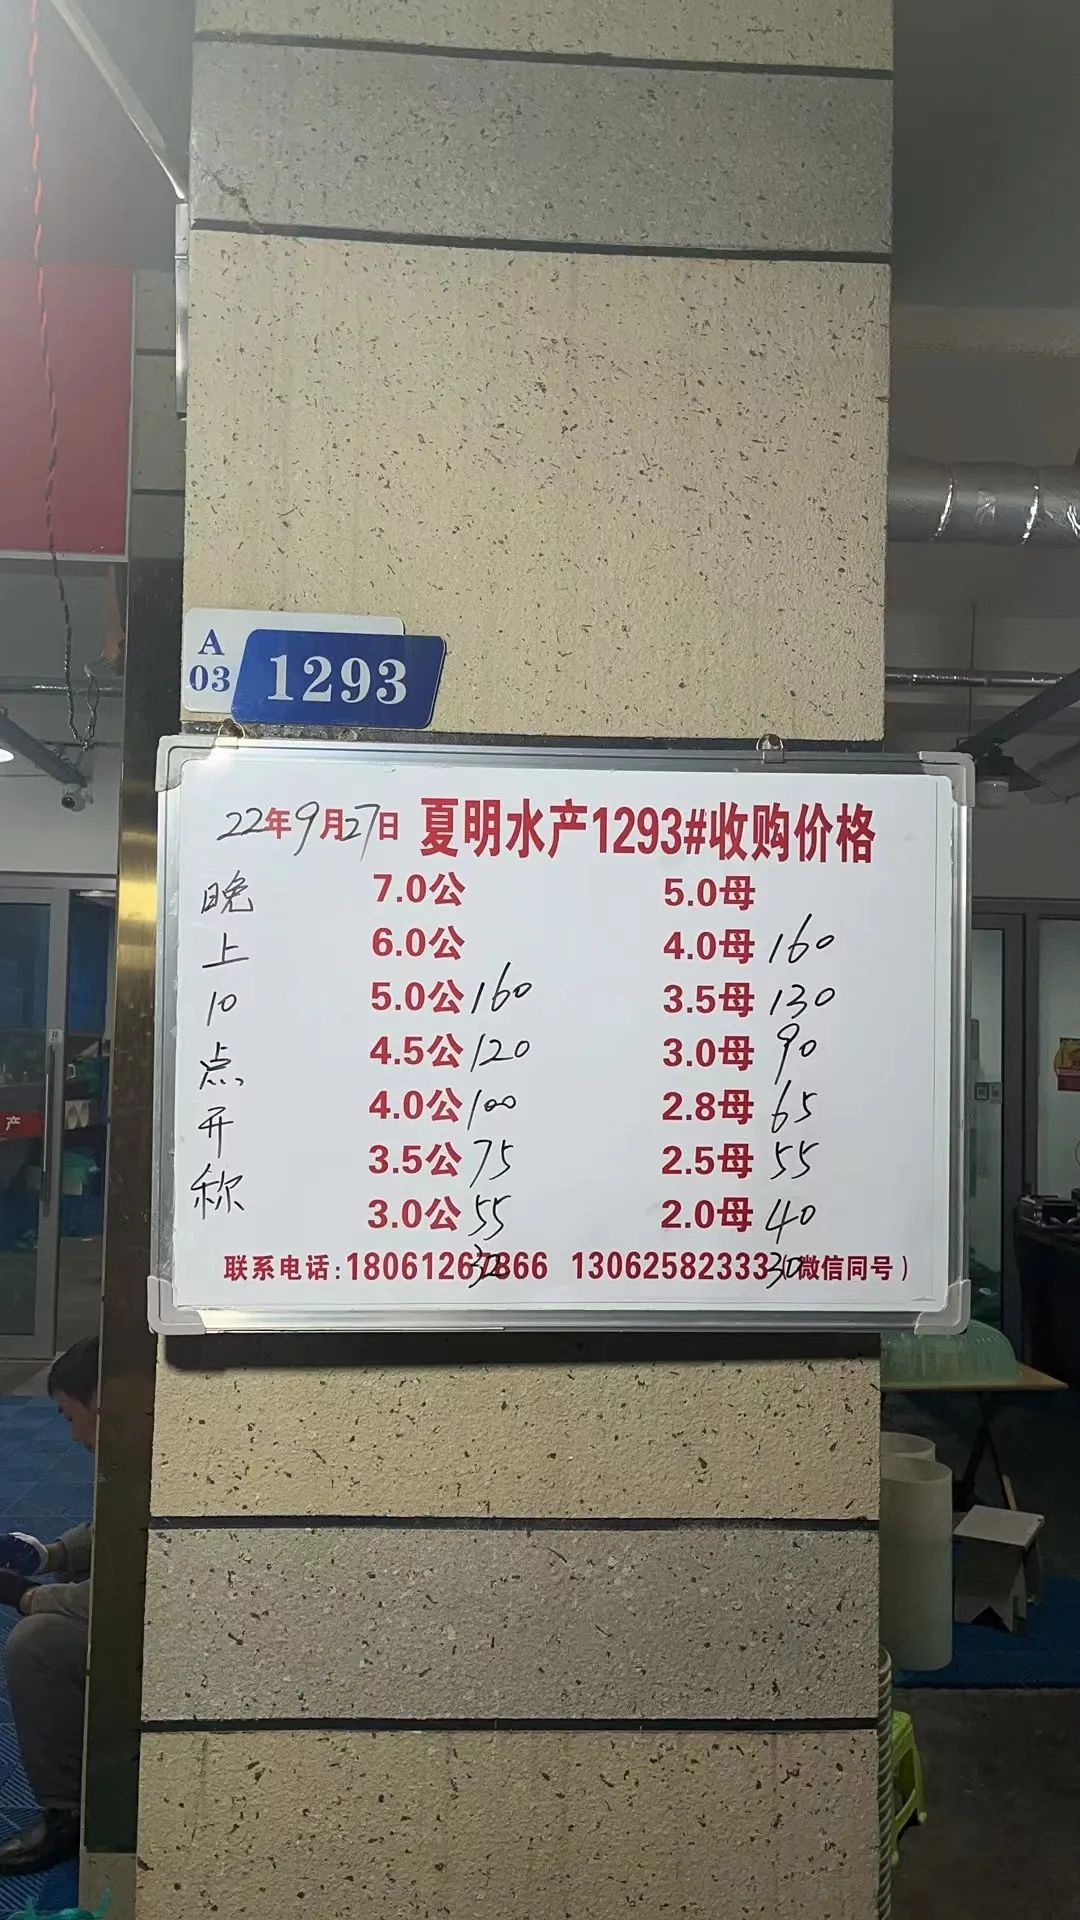 A
03 1293
22年9月27日 夏明水产1293#收购价格
晚上10点开称
7.0公 5.0母
6.0公 4.0母 160
5.0公 160 3.5母 130
4.5公 120 3.0母 90
4.0公 100 2.8母 65
3.5公 75 2.5母 55
3.0公 55 2.0母 40
30
联系电话: 13062582333 微信同号)
产